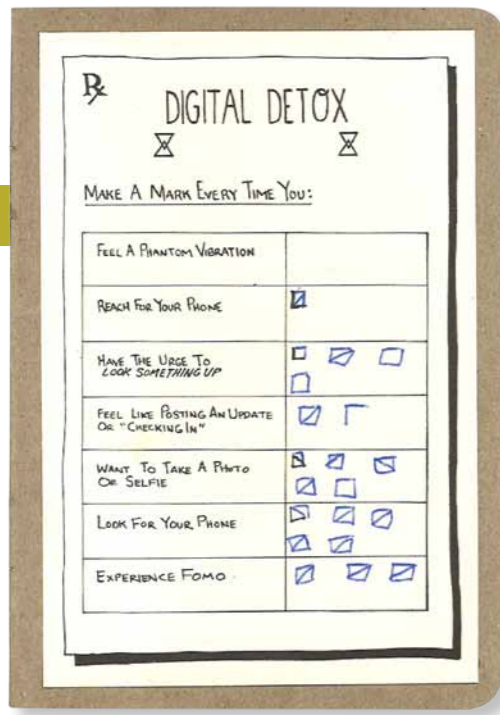 ℞
DIGITAL DETOX
MAKE A MARK EVERY TIME YOU:
FEEL A PHANTOM VIBRATION
REACH FOR YOUR PHONE
HAVE THE URGE TO
LOOK SOMETHING UP
FEEL LIKE POSTING AN UPDATE
OR "CHECKING IN"
WANT TO TAKE A PHOTO
OR SELFIE
LOOK FOR YOUR PHONE
EXPERIENCE FOMO